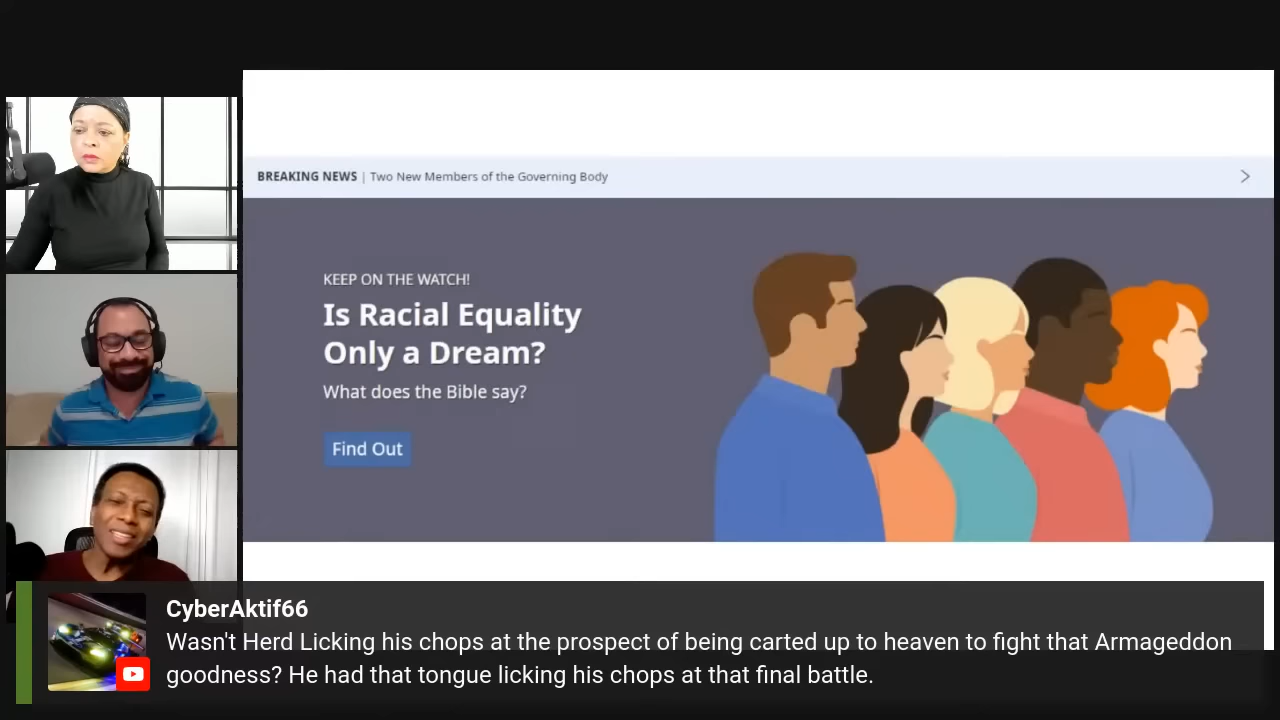 BREAKING NEWS | Two New Members of the Governing Body
KEEP ON THE WATCH!
Is Racial Equality
Only a Dream?
What does the Bible say?
Find Out
CyberAktif66
Wasn't Herd Licking his chops at the prospect of being carted up to heaven to fight that Armageddon
goodness? He had that tongue licking his chops at that final battle.